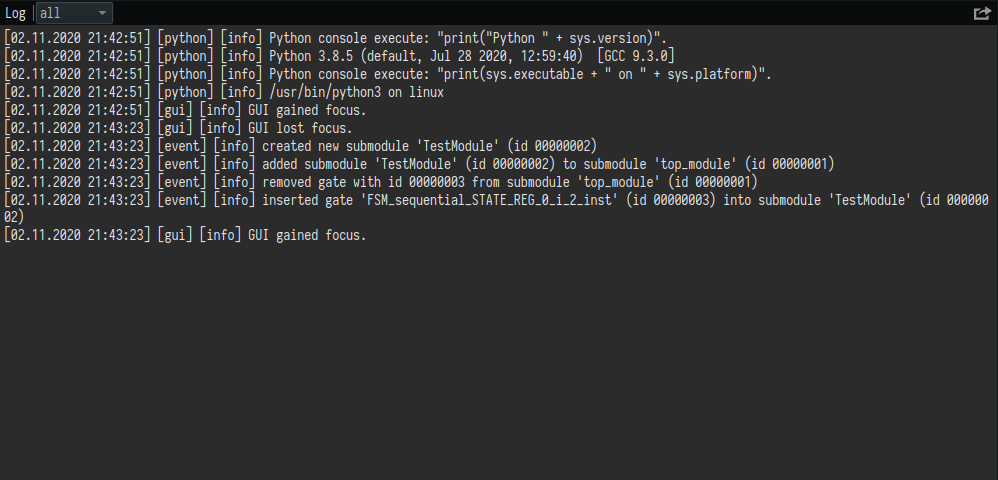 Log all
[02.11.2020 21:42:51] [python] [info] Python console execute: "print("Python " + sys.version)".
[02.11.2020 21:42:51] [python] [info] Python 3.8.5 (default, Jul 28 2020, 12:59:40)  [GCC 9.3.0]
[02.11.2020 21:42:51] [python] [info] Python console execute: "print(sys.executable + " on " + sys.platform)".
[02.11.2020 21:42:51] [python] [info] /usr/bin/python3 on linux
[02.11.2020 21:42:51] [gui] [info] GUI gained focus.
[02.11.2020 21:43:23] [gui] [info] GUI lost focus.
[02.11.2020 21:43:23] [event] [info] created new submodule 'TestModule' (id 00000002)
[02.11.2020 21:43:23] [event] [info] added submodule 'TestModule' (id 00000002) to submodule 'top_module' (id 00000001)
[02.11.2020 21:43:23] [event] [info] removed gate with id 00000003 from submodule 'top_module' (id 00000001)
[02.11.2020 21:43:23] [event] [info] inserted gate 'FSM_sequential_STATE_REG_0_i_2_inst' (id 00000003) into submodule 'TestModule' (id 000000
02)
[02.11.2020 21:43:23] [gui] [info] GUI gained focus.